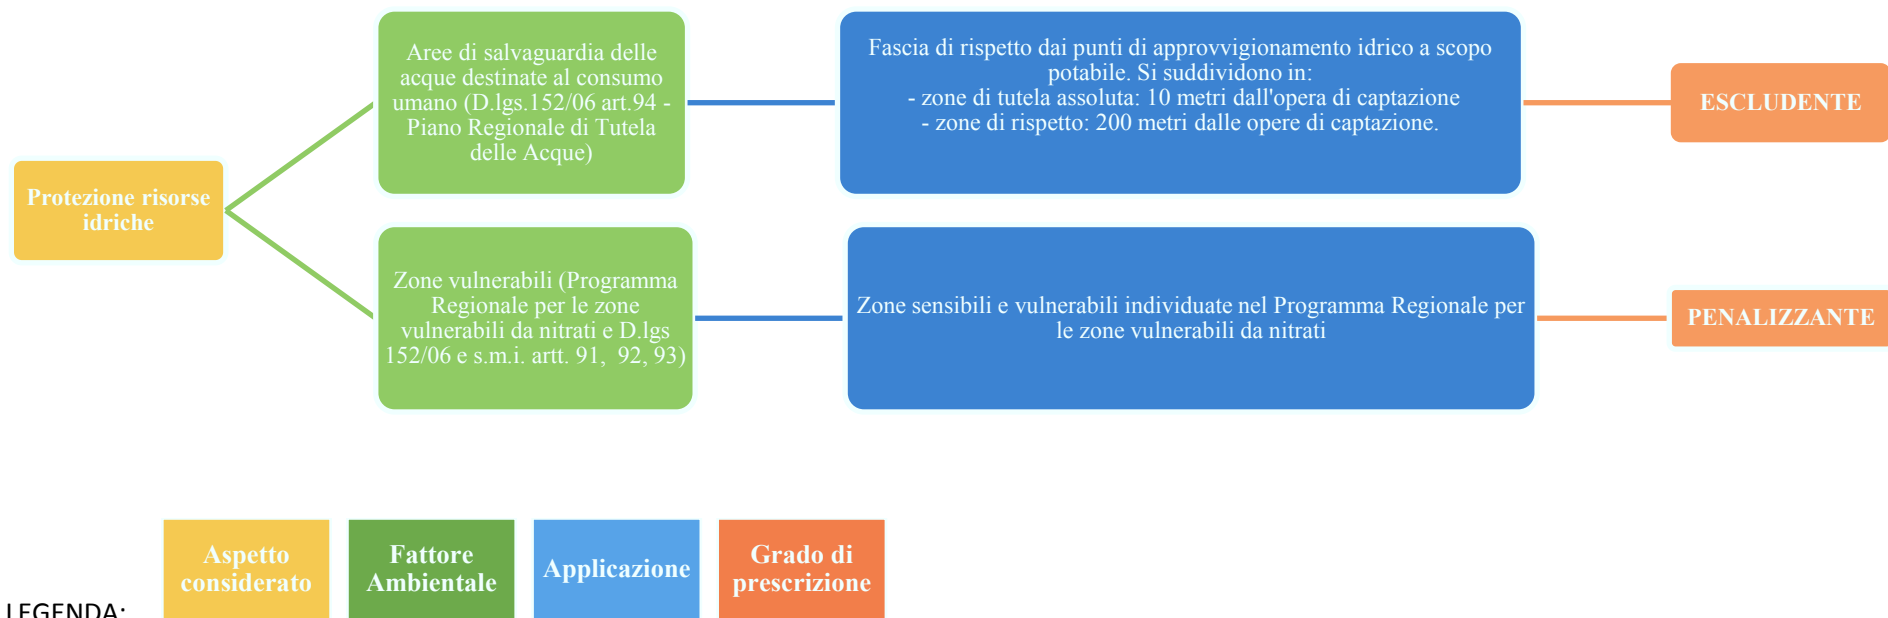 Protezione risorse
idriche
Aree di salvaguardia delle
acque destinate al consumo
umano (D.lgs.152/06 art.94 -
Piano Regionale di Tutela
delle Acque)
Fascia di rispetto dai punti di approvvigionamento idrico a scopo
potabile. Si suddividono in:
- zone di tutela assoluta: 10 metri dall'opera di captazione
- zone di rispetto: 200 metri dalle opere di captazione.
ESCLUDENTE
Zone vulnerabili (Programma
Regionale per le zone
vulnerabili da nitrati e D.lgs
152/06 e s.m.i. artt. 91, 92, 93)
Zone sensibili e vulnerabili individuate nel Programma Regionale per
le zone vulnerabili da nitrati
PENALIZZANTE
LEGENDA:
Aspetto
considerato
Fattore
Ambientale
Applicazione
Grado di
prescrizione